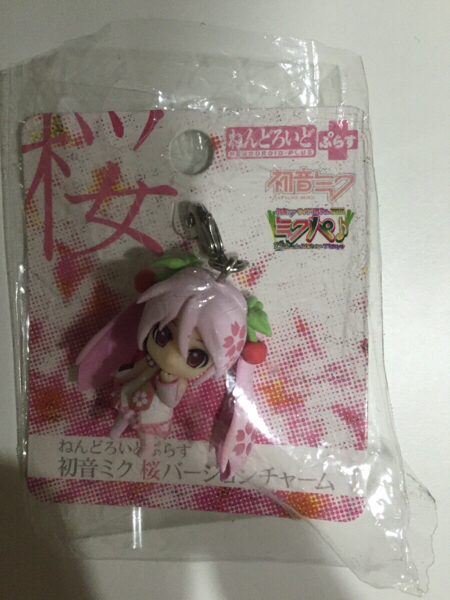 桜
ねんどろいど ぷらす
NENDOROID-PLUS
初音ミク
ミクパ♪
ねんどろいどぷらす
初音ミク 桜バージョンチャーム